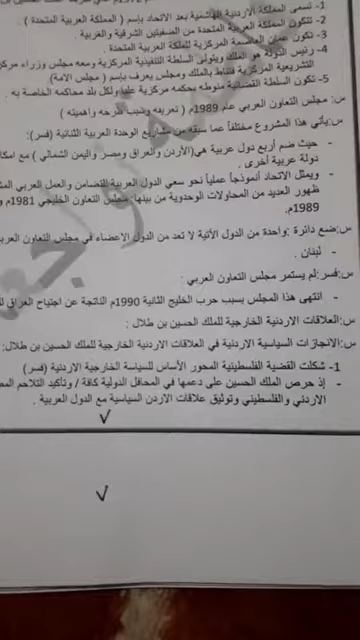 1- تسمى المملكة الاردنية الهاشمية بعد الاتحاد باسم ( المملكة العربية المتحدة ) .
2- تتكون المملكة العربية المتحدة من الضفيتين الشرقية والغربية .
3- تكون عمان العاصمة المركزية للملكة العربية المتحدة .
4- رئيس الدولة هو الملك ويتولى السلطة التنفيذية المركزية ومعه مجلس وزراء مركزي
التشريعية المركزية فتناط بالملك ومجلس يعرف باسم ( مجلس الامة)
5- تكون السلطة القضائية منوطه بحكمه مركزية عليا ولكل بلد محاكمه الخاصة به .
س: مجلس التعاون العربي عام 1989م ( تعريفه وسبب طرحه واهميته )
س:يأتي هذا المشروع مختلفاً عما سبقه من مشاريع الوحدة العربية الثنائية (فسر):
- حيث ضم أربع دول عربية هي(الأردن والعراق ومصر واليمن الشمالي ) مع امكا
دولة عربية أخرى .
- ويمثل الاتحاد أنموذجاً عملياً نحو سعي الدول العربية للتضامن والعمل العربي
ظهور العديد من المحاولات الوحدوية من بينها: مجلس التعاون الخليجي 1981م و
1989م.
س:ضع دائرة :واحدة من الدول الآتية لا تعد من الدول الاعضاء في مجلس التعاون العربي
- لبنان .
س:فسر:لم يستمر مجلس التعاون العربي :
- انتهى هذا المجلس بسبب حرب الخليج الثانية 1990م الناتجة عن اجتياح العراق
س:العلاقات الاردنية الخارجية للملك الحسين بن طلال :
س:الانجازات السياسية الاردنية في العلاقات الاردنية الخارجية للملك الحسين بن طلال:
1- شكلت القضية الفلسطينية المحور الأساس للسياسة الخارجية الاردنية (فسر)
- إذ حرص الملك الحسين على دعمها في المحافل الدولية كافة / وتأكيد التلاحم
الاردني والفلسطيني وتوثيق علاقات الاردن السياسية مع الدول العربية .